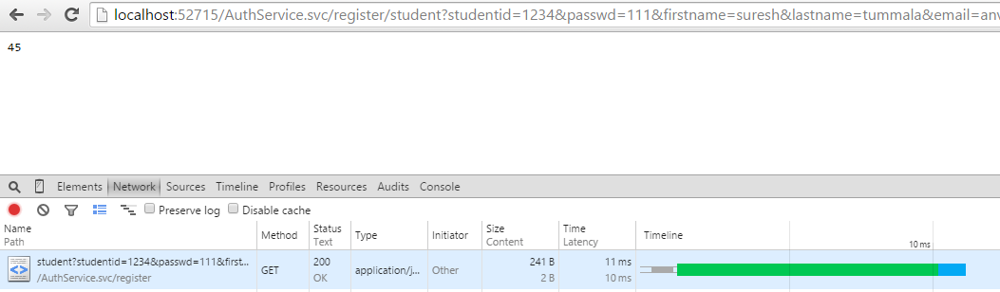 localhost:52715/AuthService.svc/register/student?studentid=1234&passwd=111&firstname=suresh&lastname=tummala&email=anv
45
Elements Network Sources Timeline Profiles Resources Audits Console
Preserve log Disable cache
Name Method Status Type Initiator Size Time Timeline
Path Text Content Latency
10 ms
student?studentid=1234&passwd=111&first... GET 200 application/j... Other 241 B 11 ms
/AuthService.svc/register OK 2 B 10 ms